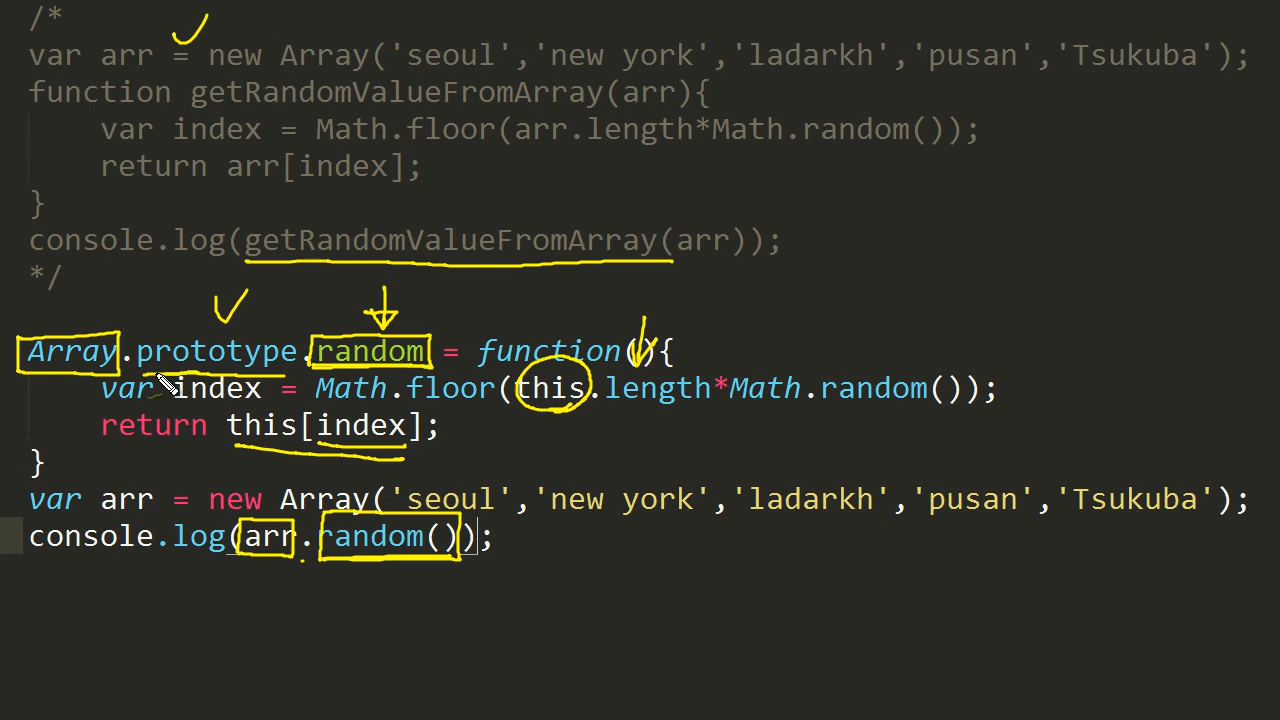 /*
var arr = new Array('seoul','new york','ladarkh','pusan','Tsukuba');
function getRandomValueFromArray(arr){
    var index = Math.floor(arr.length*Math.random());
    return arr[index];
}
console.log(getRandomValueFromArray(arr));
*/
Array.prototype.random = function(){
    var index = Math.floor(this.length*Math.random());
    return this[index];
}
var arr = new Array('seoul','new york','ladarkh','pusan','Tsukuba');
console.log(arr.random());